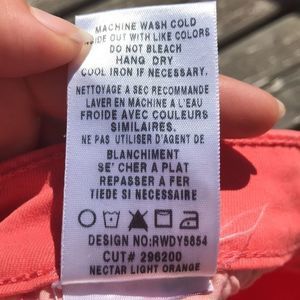 MACHINE WASH COLD
INSIDE OUT WITH LIKE COLORS
DO NOT BLEACH
HANG DRY
COOL IRON IF NECESSARY.
NETTOYAGE A SEC RECOMMANDE
LAVER EN MACHINE A L'EAU
FROIDE AVEC COULEURS
SIMILAIRES.
NE PAS UTILISER D'AGENT DE
BLANCHIMENT
SE' CHER A PLAT
REPASSER A FER
TIEDE SI NECESSAIRE
DESIGN NO:RWDY5854
CUT# 296200
NECTAR LIGHT ORANGE